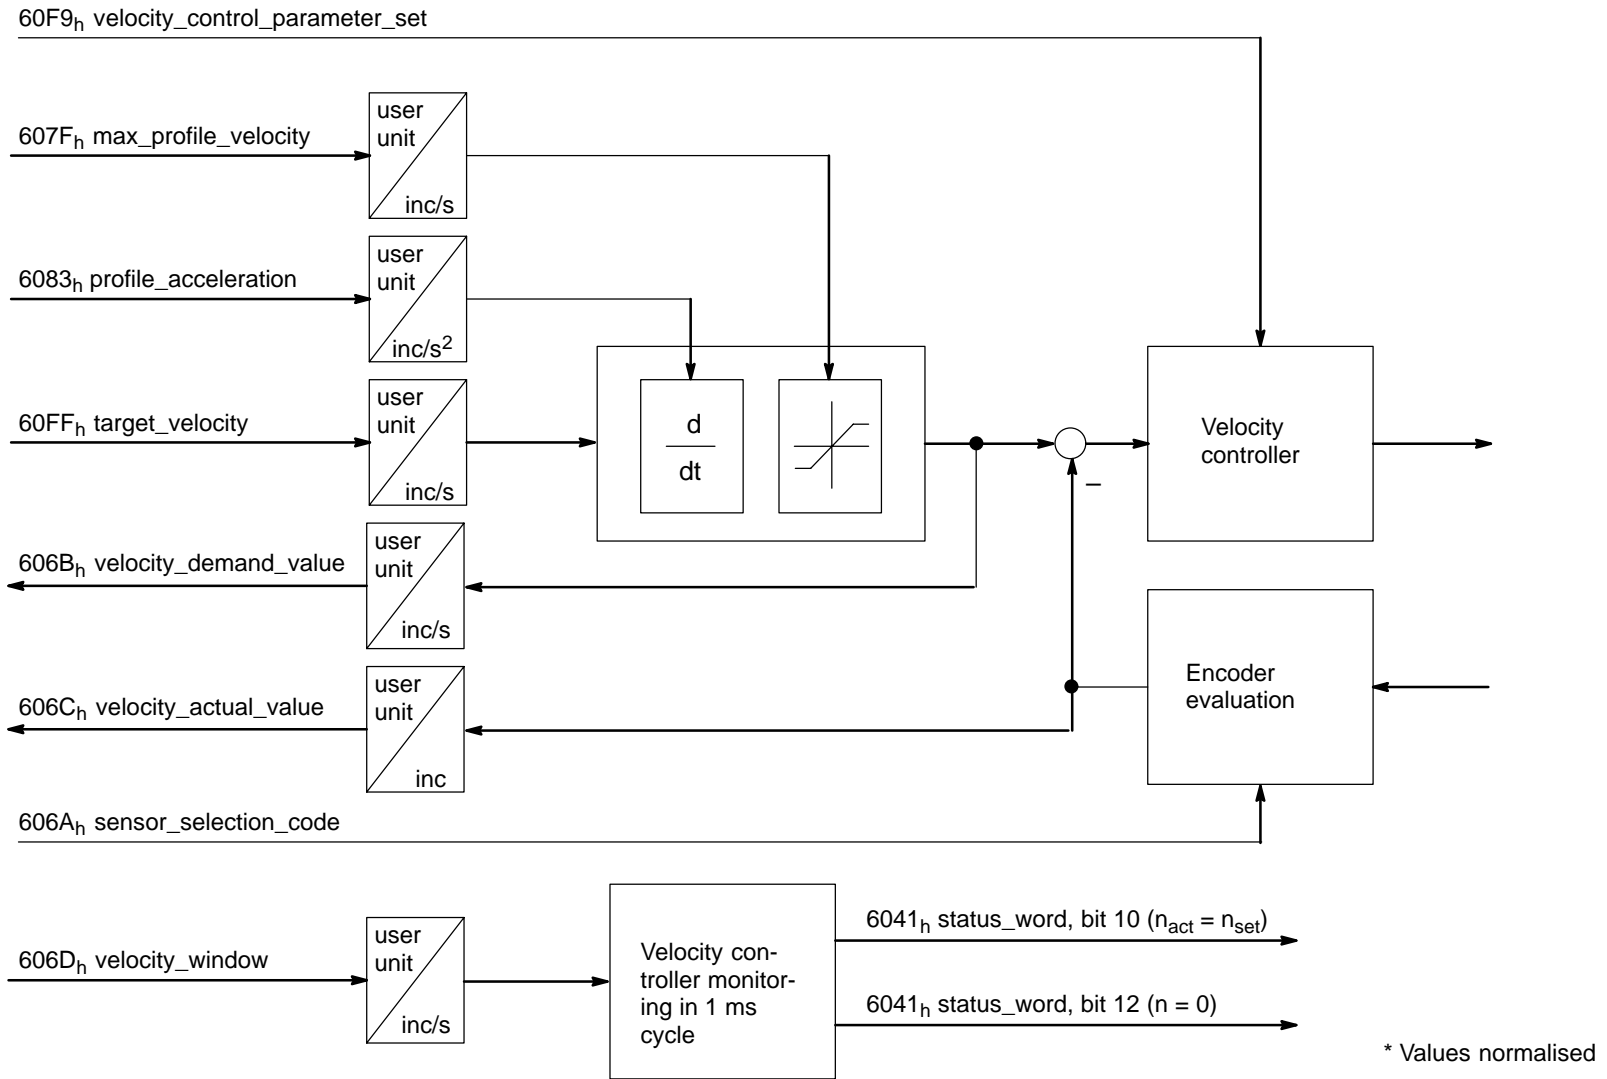 60F9h velocity_control_parameter_set
607Fh max_profile_velocity
user
unit
inc/s
6083h profile_acceleration
user
unit
inc/s2
60FFh target_velocity
user
unit
inc/s
d
dt
Velocity
controller
–
606Bh velocity_demand_value
user
unit
inc/s
606Ch velocity_actual_value
user
unit
inc
Encoder
evaluation
606Ah sensor_selection_code
606Dh velocity_window
user
unit
inc/s
Velocity con-
troller monitor-
ing in 1 ms
cycle
6041h status_word, bit 10 (nact = nset)
6041h status_word, bit 12 (n = 0)
* Values normalised